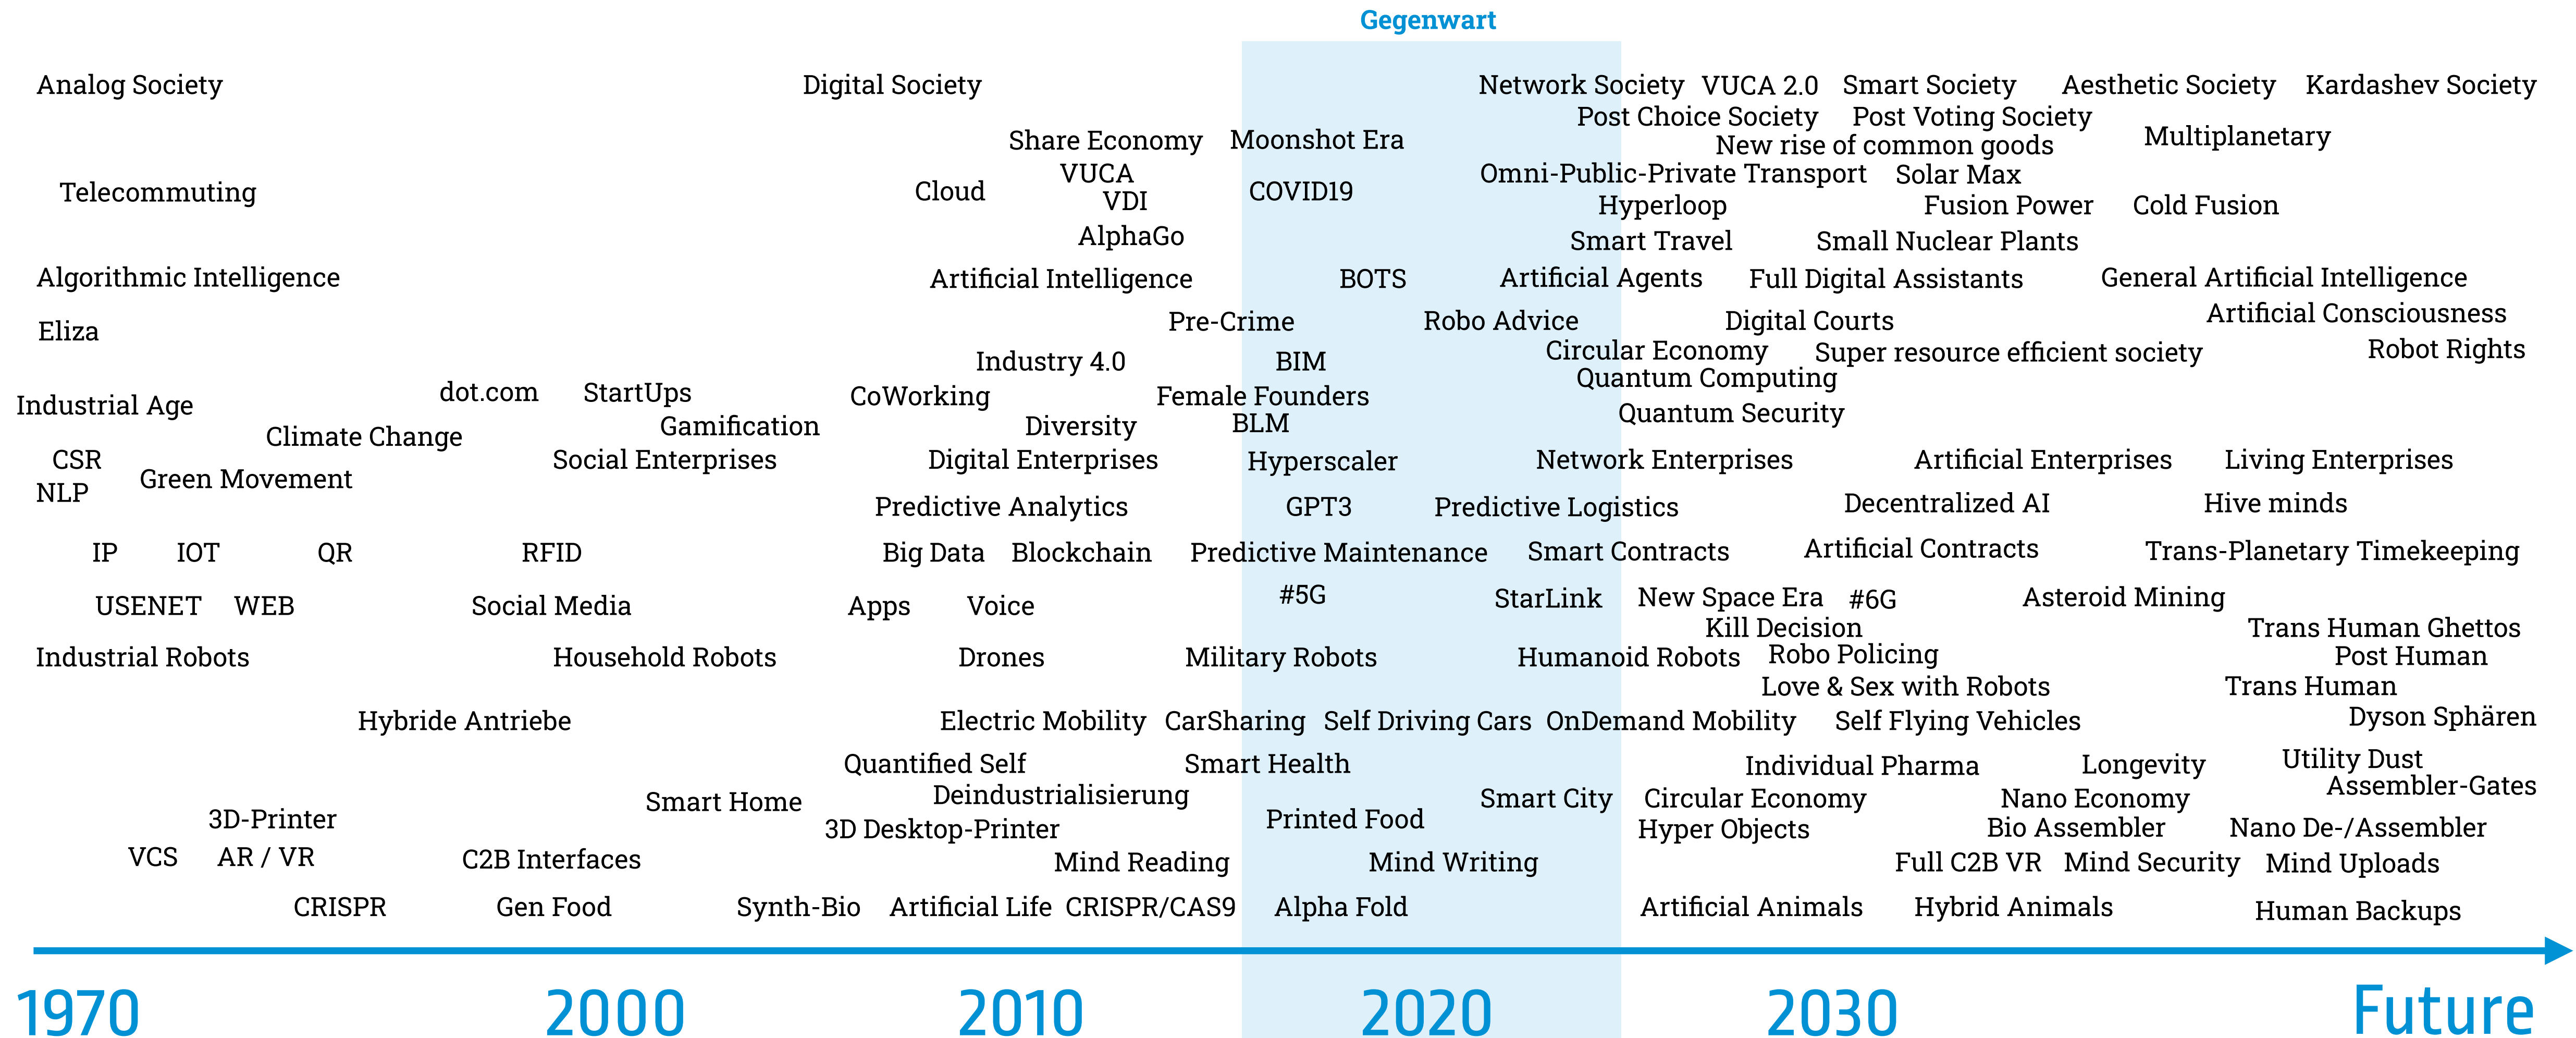 Gegenwart
Analog Society Digital Society Network Society VUCA 2.0 Smart Society Aesthetic Society Kardashev Society
Post Choice Society Post Voting Society
Share Economy Moonshot Era New rise of common goods Multiplanetary
VUCA Omni-Public-Private Transport Solar Max
Telecommuting Cloud VDI COVID19 Hyperloop Fusion Power Cold Fusion
AlphaGo Smart Travel Small Nuclear Plants
Algorithmic Intelligence Artificial Intelligence BOTS Artificial Agents Full Digital Assistants General Artificial Intelligence
Eliza Pre-Crime Robo Advice Digital Courts Artificial Consciousness
Industry 4.0 BIM Circular Economy Super resource efficient society Robot Rights
Quantum Computing
Industrial Age dot.com StartUps CoWorking Female Founders
Climate Change Gamification Diversity BLM Quantum Security
CSR Social Enterprises Digital Enterprises Hyperscaler Network Enterprises Artificial Enterprises Living Enterprises
Green Movement
NLP Predictive Analytics GPT3 Predictive Logistics Decentralized AI Hive minds
IP IOT QR RFID Big Data Blockchain Predictive Maintenance Smart Contracts Artificial Contracts Trans-Planetary Timekeeping
USENET WEB Social Media Apps Voice #5G StarLink New Space Era #6G Asteroid Mining
Kill Decision Trans Human Ghettos
Industrial Robots Household Robots Drones Military Robots Humanoid Robots Robo Policing Post Human
Love & Sex with Robots Trans Human
Hybride Antriebe Electric Mobility CarSharing Self Driving Cars OnDemand Mobility Self Flying Vehicles Dyson Sphären
Quantified Self Smart Health Individual Pharma Longevity Utility Dust
Smart Home Deindustrialisierung Smart City Circular Economy Nano Economy Assembler-Gates
3D-Printer 3D Desktop-Printer Printed Food Hyper Objects Bio Assembler Nano De-/Assembler
VCS AR / VR C2B Interfaces Mind Reading Mind Writing Full C2B VR Mind Security Mind Uploads
CRISPR Gen Food Synth-Bio Artificial Life CRISPR/CAS9 Alpha Fold Artificial Animals Hybrid Animals Human Backups
1970 2000 2010 2020 2030 Future